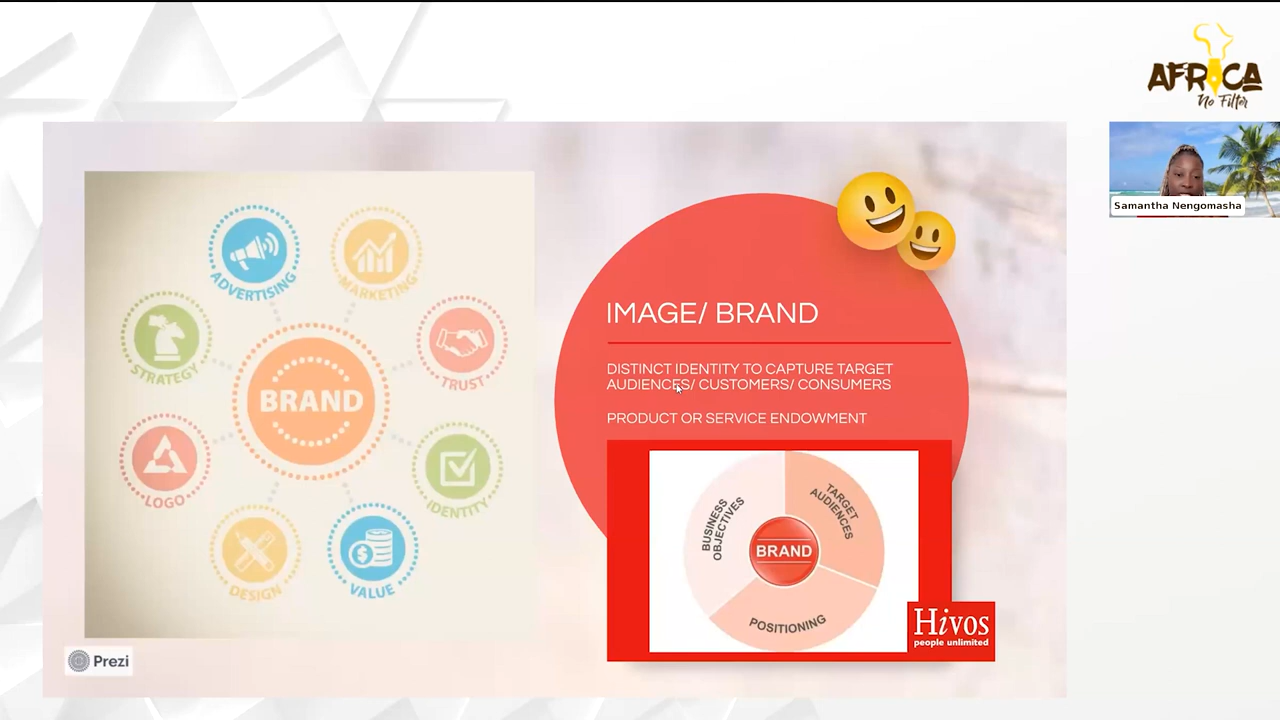 AFRICA
No Filter
Samantha Nengomasha
ADVERTISING
MARKETING
STRATEGY
TRUST
BRAND
LOGO
IDENTITY
DESIGN
VALUE
Prezi
IMAGE/ BRAND
DISTINCT IDENTITY TO CAPTURE TARGET
AUDIENCES/ CUSTOMERS/ CONSUMERS
PRODUCT OR SERVICE ENDOWMENT
BUSINESS
OBJECTIVES
TARGET
AUDIENCES
BRAND
POSITIONING
Hivos
people unlimited